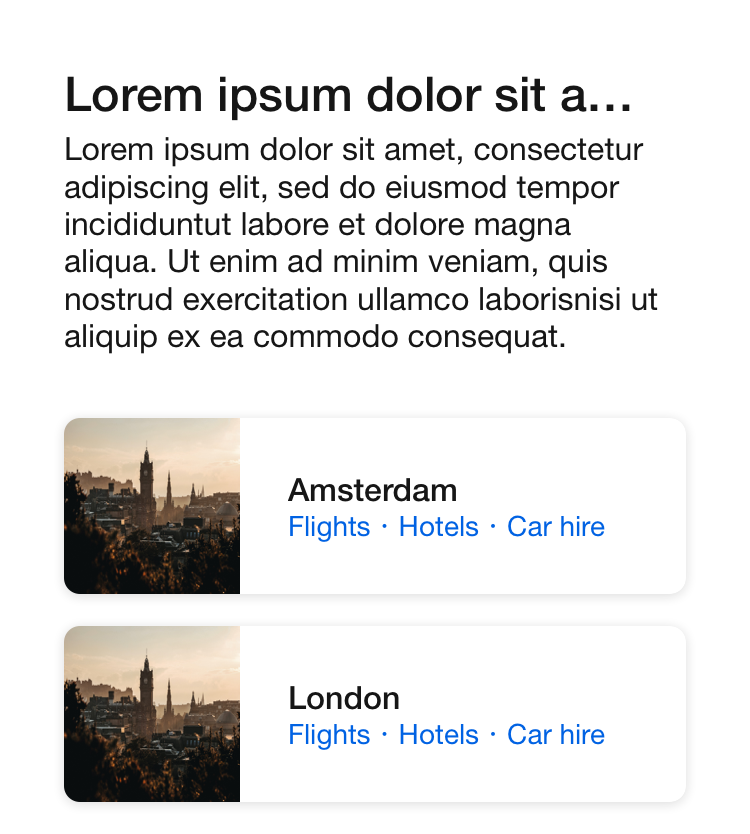 Lorem ipsum dolor sit a…
Lorem ipsum dolor sit amet, consectetur
adipiscing elit, sed do eiusmod tempor
incididuntut labore et dolore magna
aliqua. Ut enim ad minim veniam, quis
nostrud exercitation ullamco laborisnisi ut
aliquip ex ea commodo consequat.
Amsterdam
Flights · Hotels · Car hire
London
Flights · Hotels · Car hire